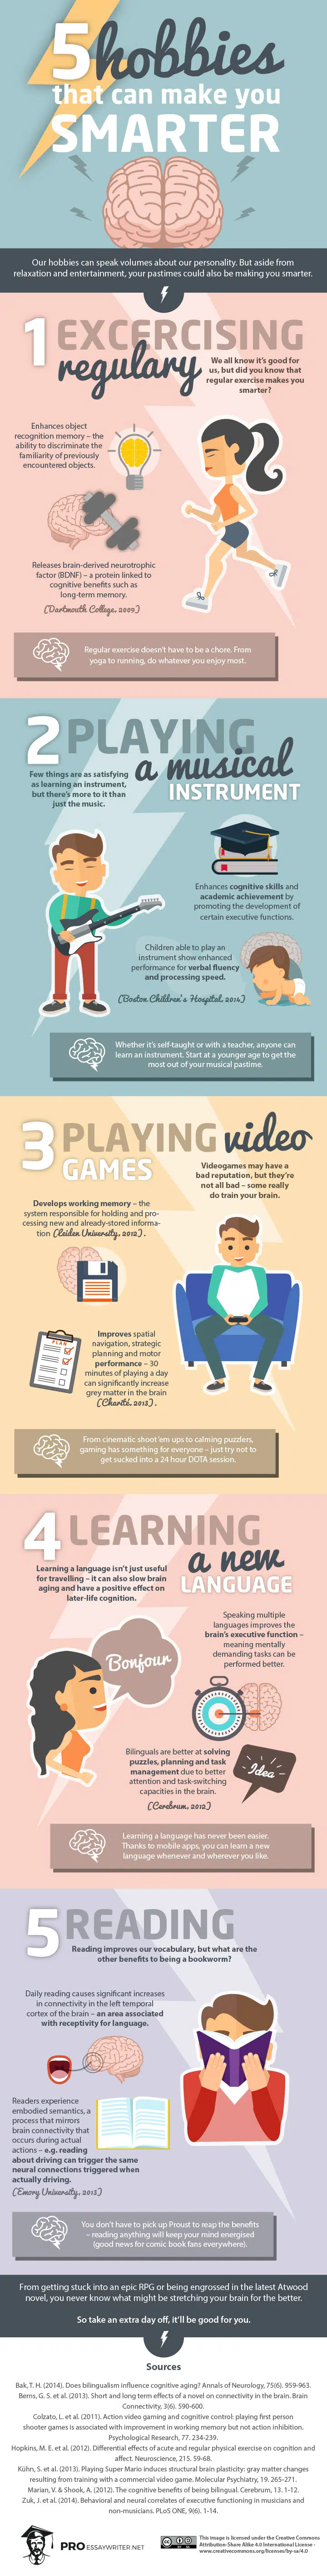 5 hobbies
that can make you
SMARTER
Our hobbies can speak volumes about our personality. But aside from
relaxation and entertainment, your pastimes could also be making you smarter.
1 EXCERCISING
regulary
We all know it's good for
us, but did you know that
regular exercise makes you
smarter?
Enhances object
recognition memory – the
ability to discriminate the
familiarity of previously
encountered objects.
Releases brain-derived neurotrophic
factor (BDNF) – a protein linked to
cognitive benefits such as
long-term memory.
(Dartmouth College, 2009)
Regular exercise doesn't have to be a chore. From
yoga to running, do whatever you enjoy most.
2 PLAYING
a musical
INSTRUMENT
Few things are as satisfying
as learning an instrument,
but there's more to it than
just the music.
Enhances cognitive skills and
academic achievement by
promoting the development of
certain executive functions.
Children able to play an
instrument show enhanced
performance for verbal fluency
and processing speed.
(Boston Children's Hospital, 2014)
Whether it's self-taught or with a teacher, anyone can
learn an instrument. Start at a younger age to get the
most out of your musical pastime.
3 PLAYING video
GAMES
Videogames may have a
bad reputation, but they're
not all bad – some really
do train your brain.
Develops working memory – the
system responsible for holding and pro-
cessing new and already-stored informa-
tion (Leiden University, 2012).
PLAN
Improves spatial
navigation, strategic
planning and motor
performance – 30
minutes of playing a day
can significantly increase
grey matter in the brain
(Charité, 2013).
From cinematic shoot 'em ups to calming puzzlers,
gaming has something for everyone – just try not to
get sucked into a 24 hour DOTA session.
4 LEARNING
a new
LANGUAGE
Learning a language isn't just useful
for travelling – it can also slow brain
aging and have a positive effect on
later-life cognition.
Speaking multiple
languages improves the
brain's executive function –
meaning mentally
demanding tasks can be
performed better.
Bonjour
Bilinguals are better at solving
puzzles, planning and task
management due to better
attention and task-switching
capacities in the brain.
(Cerebrum, 2012)
Idea
Learning a language has never been easier.
Thanks to mobile apps, you can learn a new
language whenever and wherever you like.
5 READING
Reading improves our vocabulary, but what are the
other benefits to being a bookworm?
Daily reading causes significant increases
in connectivity in the left temporal
cortex of the brain – an area associated
with receptivity for language.
Readers experience
embodied semantics, a
process that mirrors
brain connectivity that
occurs during actual
actions – e.g. reading
about driving can trigger the same
neural connections triggered when
actually driving.
(Emory University, 2013)
You don't have to pick up Proust to reap the benefits
– reading anything will keep your mind energised
(good news for comic book fans everywhere).
From getting stuck into an epic RPG or being engrossed in the latest Atwood
novel, you never know what might be stretching your brain for the better.
So take an extra day off, it'll be good for you.
Sources
Bak, T. H. (2014). Does bilingualism influence cognitive aging? Annals of Neurology, 75(6). 959-963.
Berns, G. S. et al. (2013). Short and long term effects of a novel on connectivity in the brain. Brain
Connectivity, 3(6). 590-600.
Colzato, L. et al. (2011). Action video gaming and cognitive control: playing first person
shooter games is associated with improvement in working memory but not action inhibition.
Psychological Research, 77. 234-239.
Hopkins, M. E. et al. (2012). Differential effects of acute and regular physical exercise on cognition and
affect. Neuroscience, 215. 59-68.
Kühn, S. et al. (2013). Playing Super Mario induces structural brain plasticity: gray matter changes
resulting from training with a commercial video game. Molecular Psychiatry, 19. 265-271.
Marian, V. & Shook, A. (2012). The cognitive benefits of being bilingual. Cerebrum, 13. 1-12.
Zuk, J. et al. (2014). Behavioral and neural correlates of executive functioning in musicians and
non-musicians. PLoS ONE, 9(6). 1-14.
PRO ESSAYWRITER NET
cc BY SA
This image is licensed under the Creative Commons
Attribution-Share Alike 4.0 International License -
www.creativecommons.org/licenses/by-sa/4.0